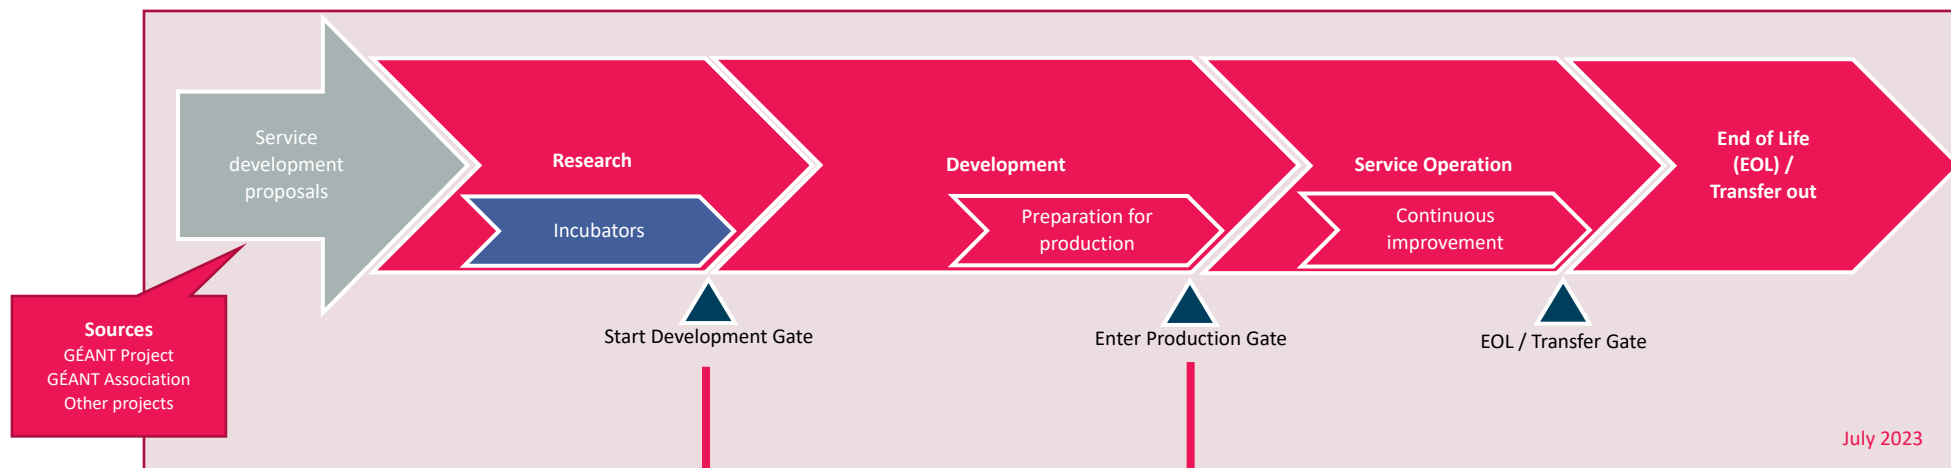 Service
development
proposals
Research
Incubators
Development
Preparation for
production
Service Operation
Continuous
improvement
End of Life
(EOL) /
Transfer out
Sources
GÉANT Project
GÉANT Association
Other projects
Start Development Gate
Enter Production Gate
EOL / Transfer Gate
July 2023